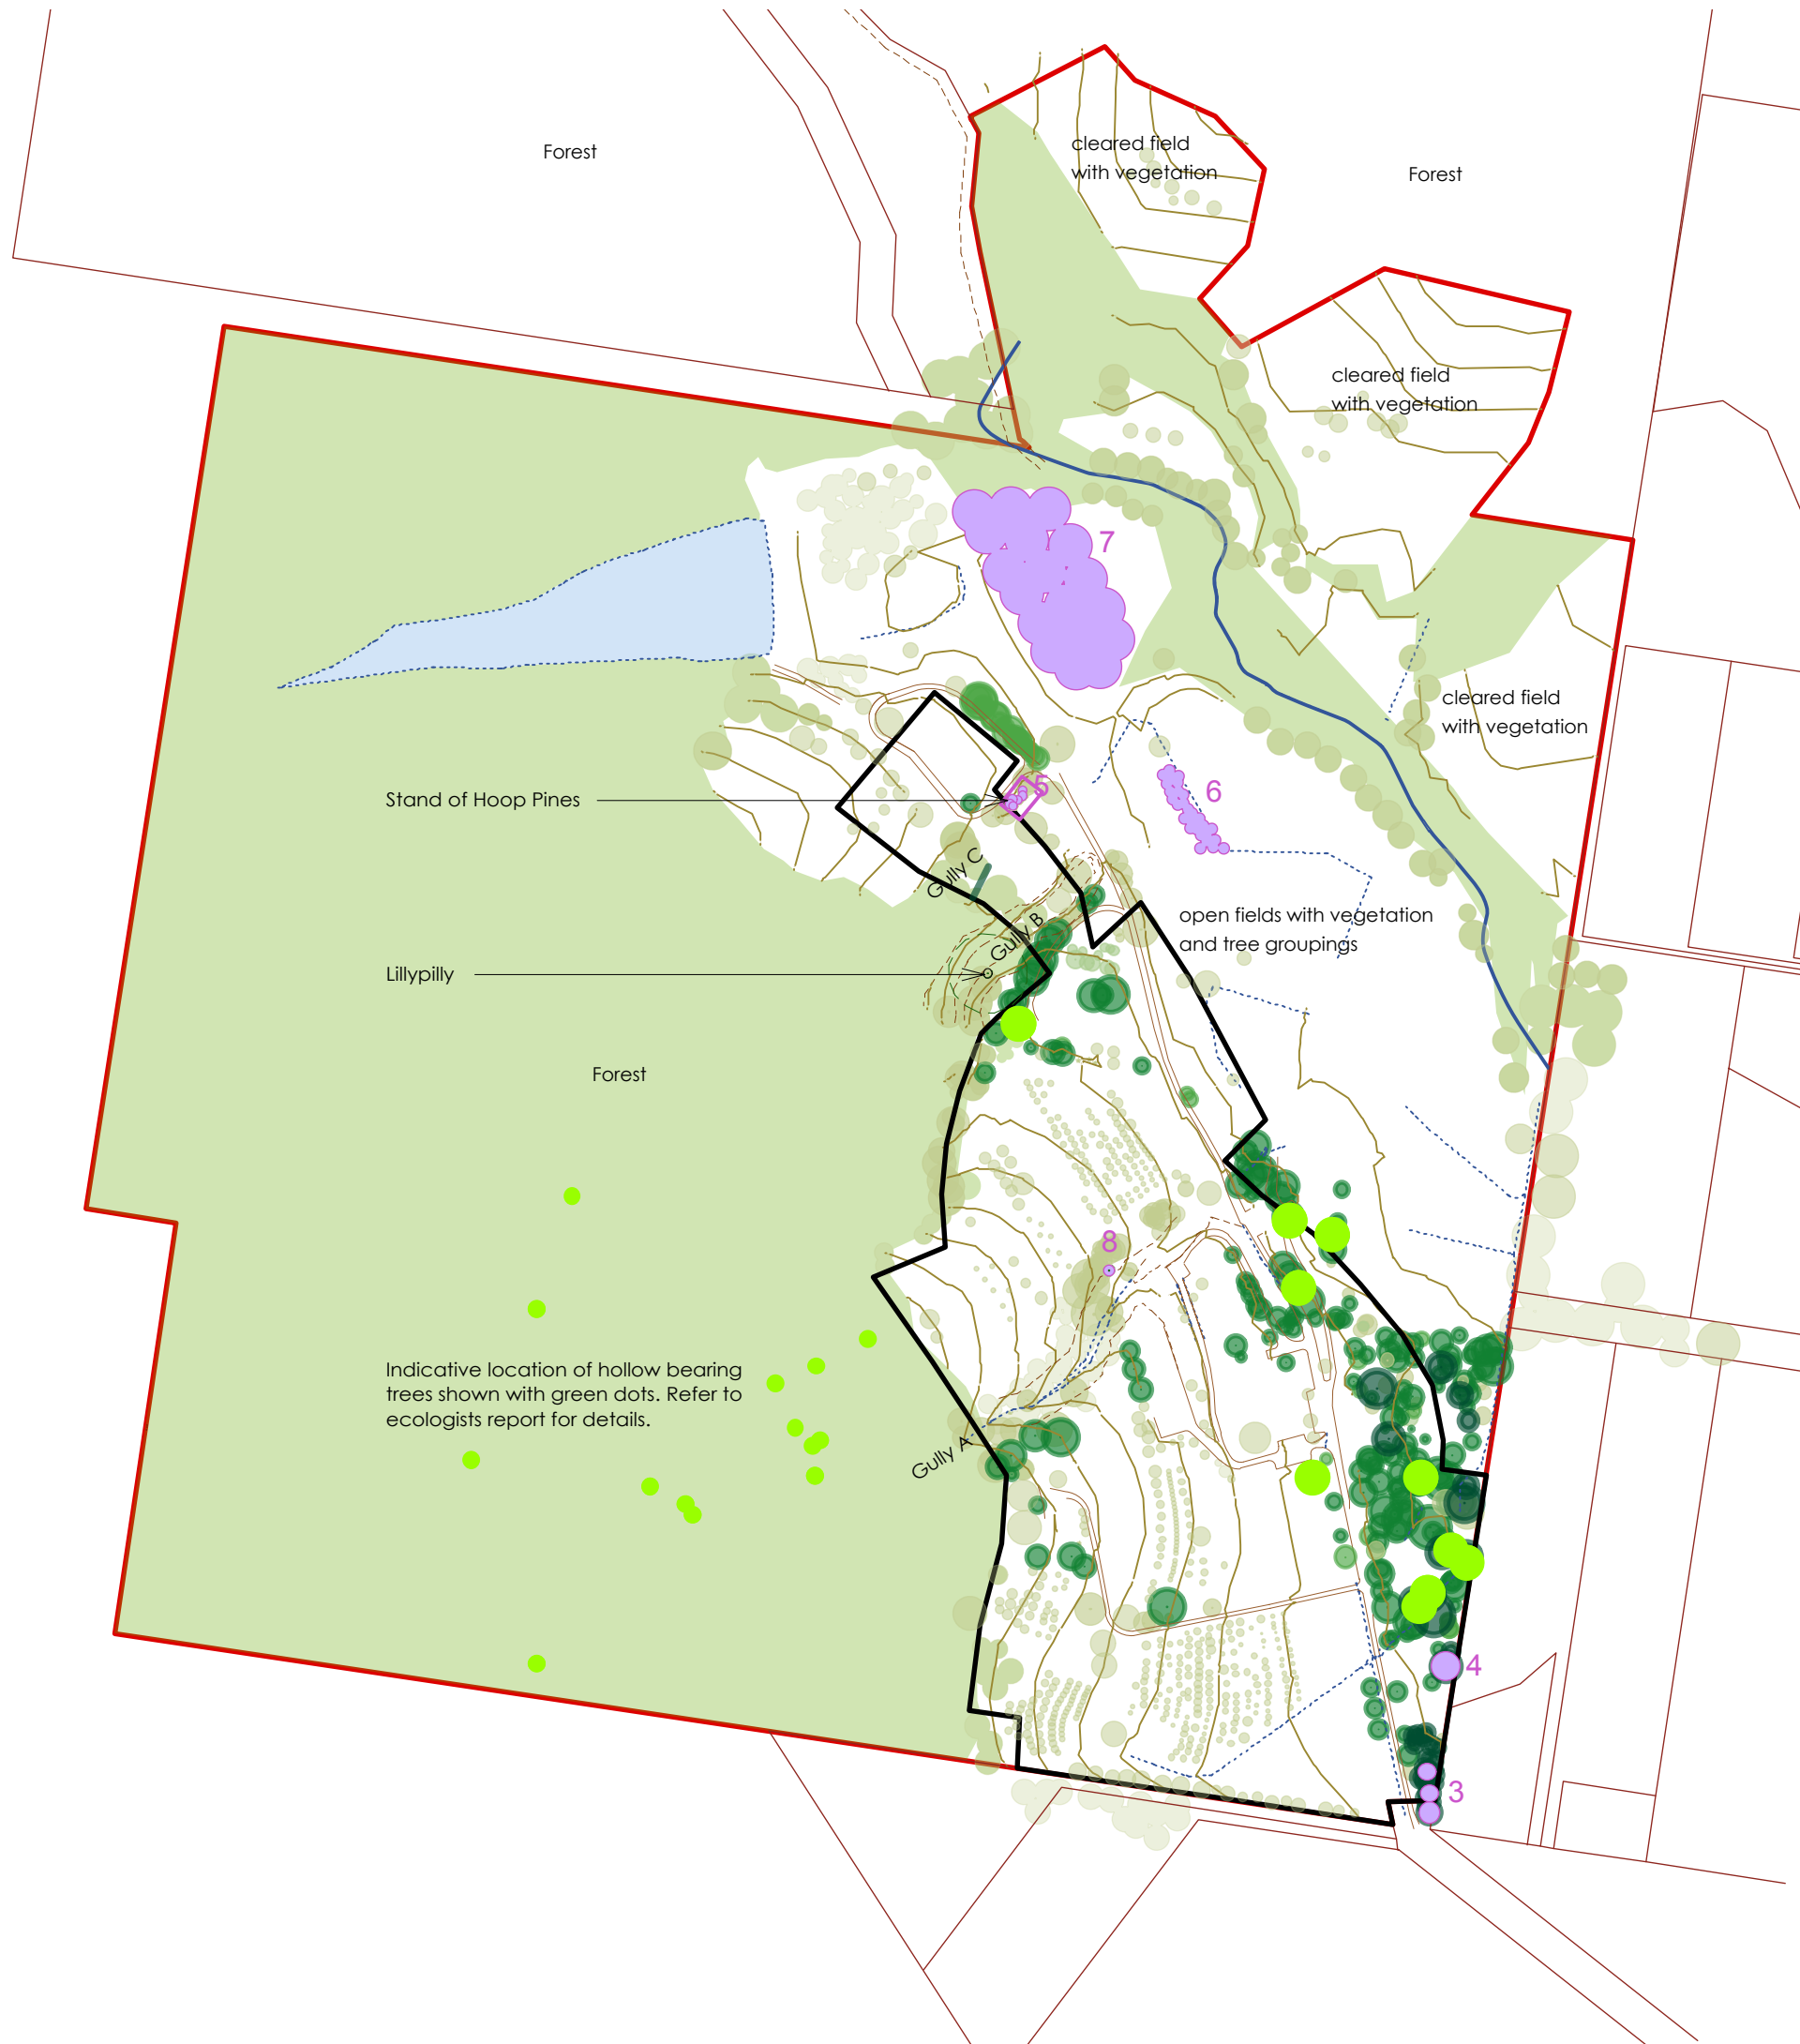 cleared field
with vegetation
Forest
Forest
cleared field
with vegetation
7
cleared field
with vegetation
5
6
Stand of Hoop Pines
Gully C
open fields with vegetation
and tree groupings
Gully B
Lillypilly
Forest
8
Indicative location of hollow bearing
trees shown with green dots. Refer to
ecologists report for details.
Gully A
4
3